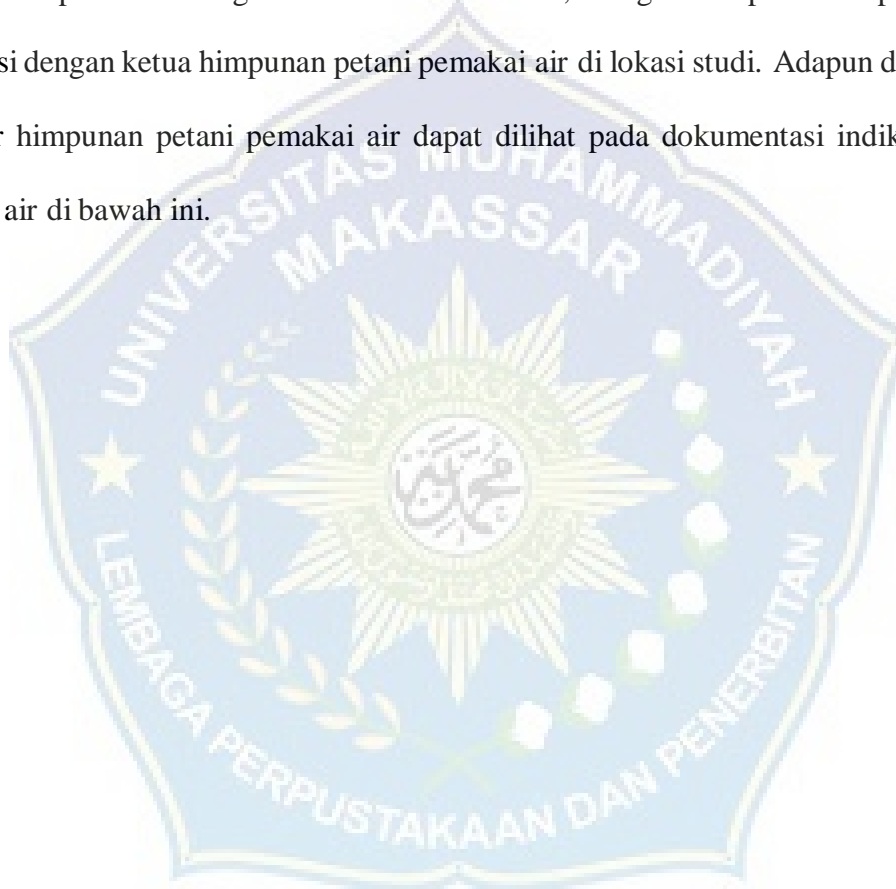 si dengan ketua himpunan petani pemakai air di lokasi studi. Adapun d
r himpunan petani pemakai air dapat dilihat pada dokumentasi indik
air di bawah ini.
UNIVERSITAS MUHAMMADIYAH
MAKASSAR
LEMBAGA PERPUSTAKAAN DAN PENERBITAN